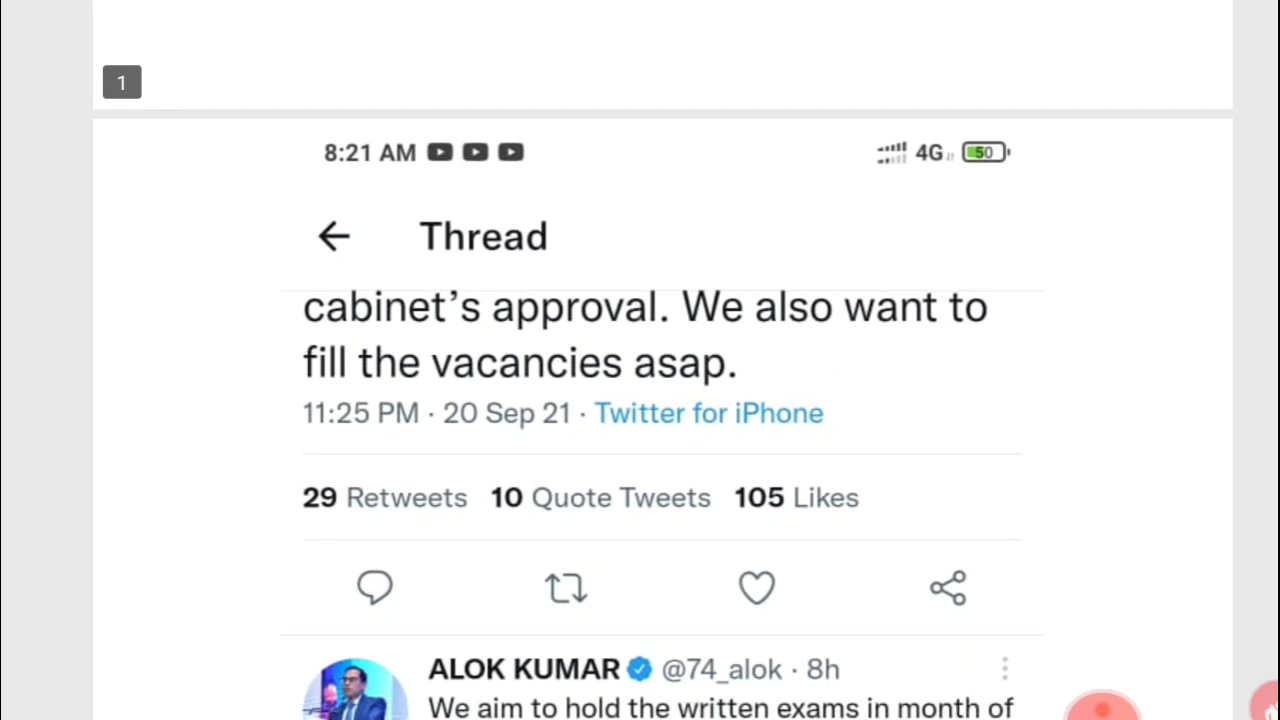 1
8:21 AM 4G 50
Thread
cabinet’s approval. We also want to
fill the vacancies asap.
11:25 PM · 20 Sep 21 · Twitter for iPhone
29 Retweets 10 Quote Tweets 105 Likes
ALOK KUMAR @74_alok · 8h
We aim to hold the written exams in month of